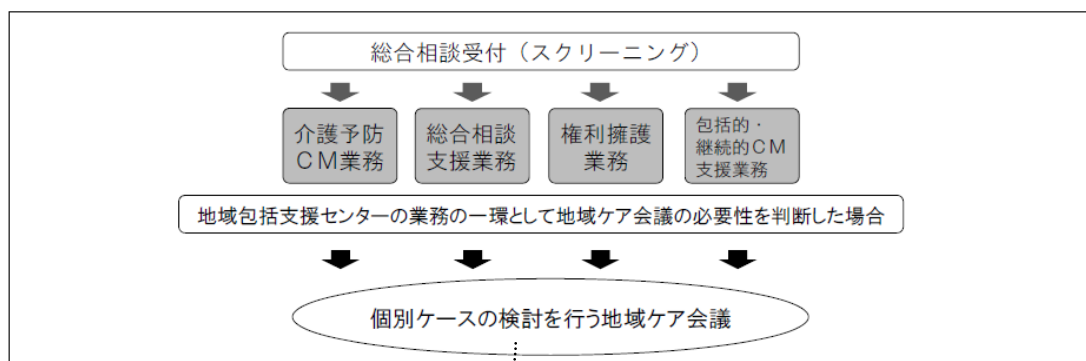 総合相談受付（スクリーニング）
介護予防
ＣＭ業務
総合相談
支援業務
権利擁護
業務
包括的・
継続的ＣＭ
支援業務
地域包括支援センターの業務の一環として地域ケア会議の必要性を判断した場合
個別ケースの検討を行う地域ケア会議